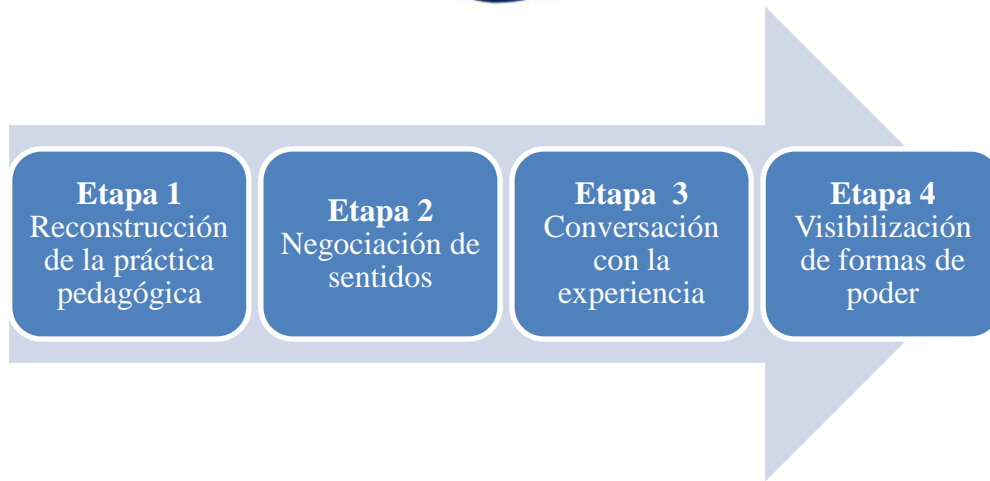 Etapa 1
Reconstrucción
de la práctica
pedagógica
Etapa 2
Negociación de
sentidos
Etapa 3
Conversación
con la
experiencia
Etapa 4
Visibilización
de formas de
poder